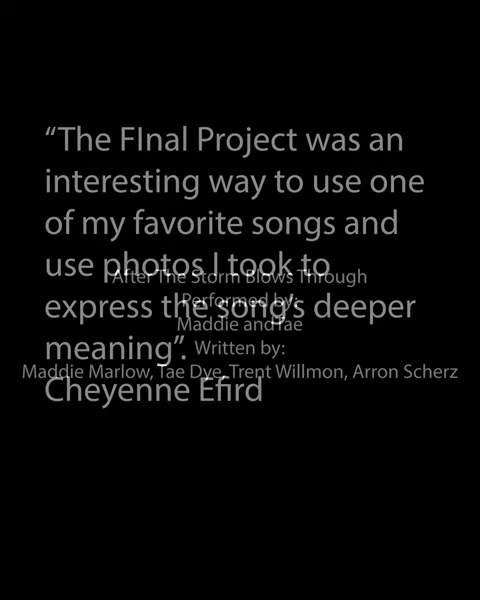 “The FInal Project was an
interesting way to use one
of my favorite songs and
use photos I took to
express the song’s deeper
meaning”.
Cheyenne Efird
After The Storm Blows Through
Performed by:
Maddie and Tae
Written by:
Maddie Marlow, Tae Dye, Trent Willmon, Arron Scherz